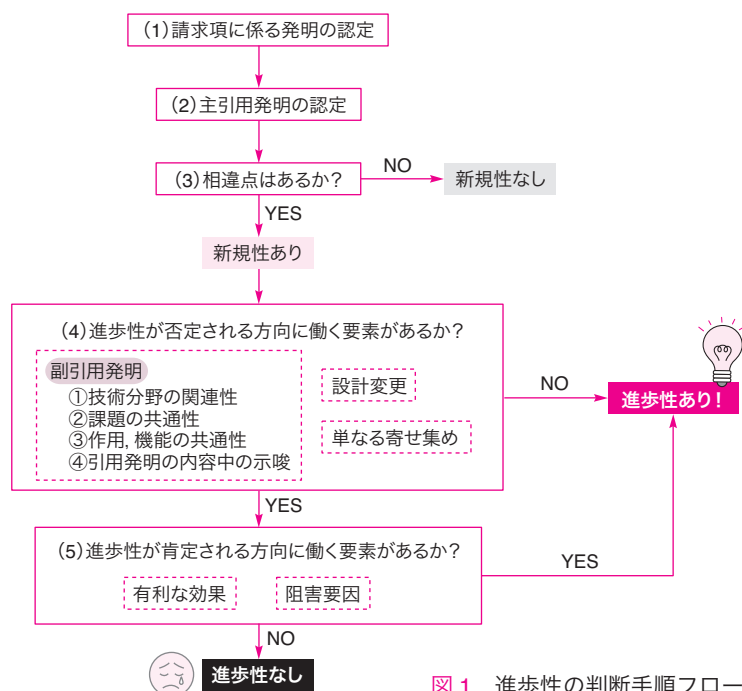 (1)請求項に係る発明の認定
(2)主引用発明の認定
(3)相違点はあるか?
NO
新規性なし
YES
新規性あり
(4)進歩性が否定される方向に働く要素があるか?
副引用発明
①技術分野の関連性
②課題の共通性
③作用, 機能の共通性
④引用発明の内容中の示唆
設計変更
単なる寄せ集め
NO
進歩性あり!
YES
(5)進歩性が肯定される方向に働く要素があるか?
有利な効果
阻害要因
YES
NO
進歩性なし
図1 進歩性の判断手順フロー